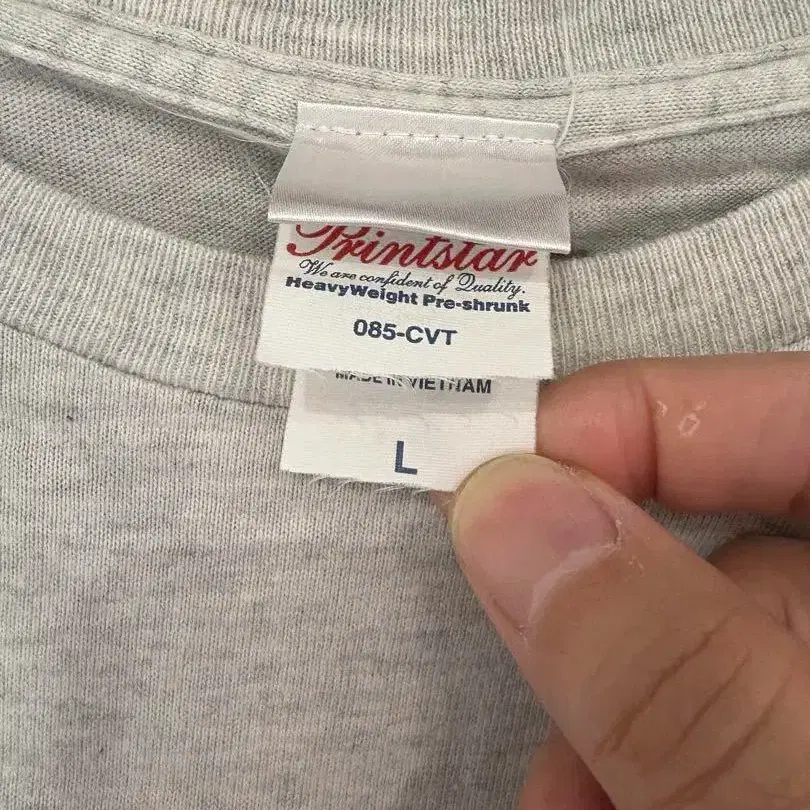 Printstar
We are confident of Quality.
HeavyWeight Pre-shrunk
085-CVT
MADE IN VIETNAM
L